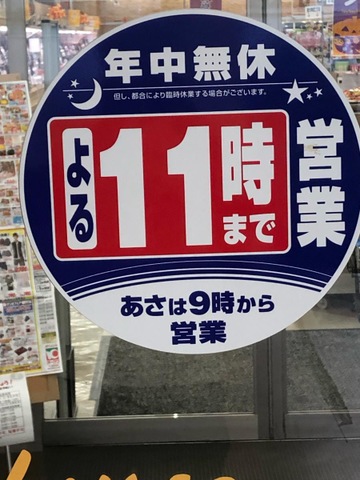 年中無休
但し、都合により臨時休業する場合がございます。
よる11時まで
営業
あさは9時から
営業